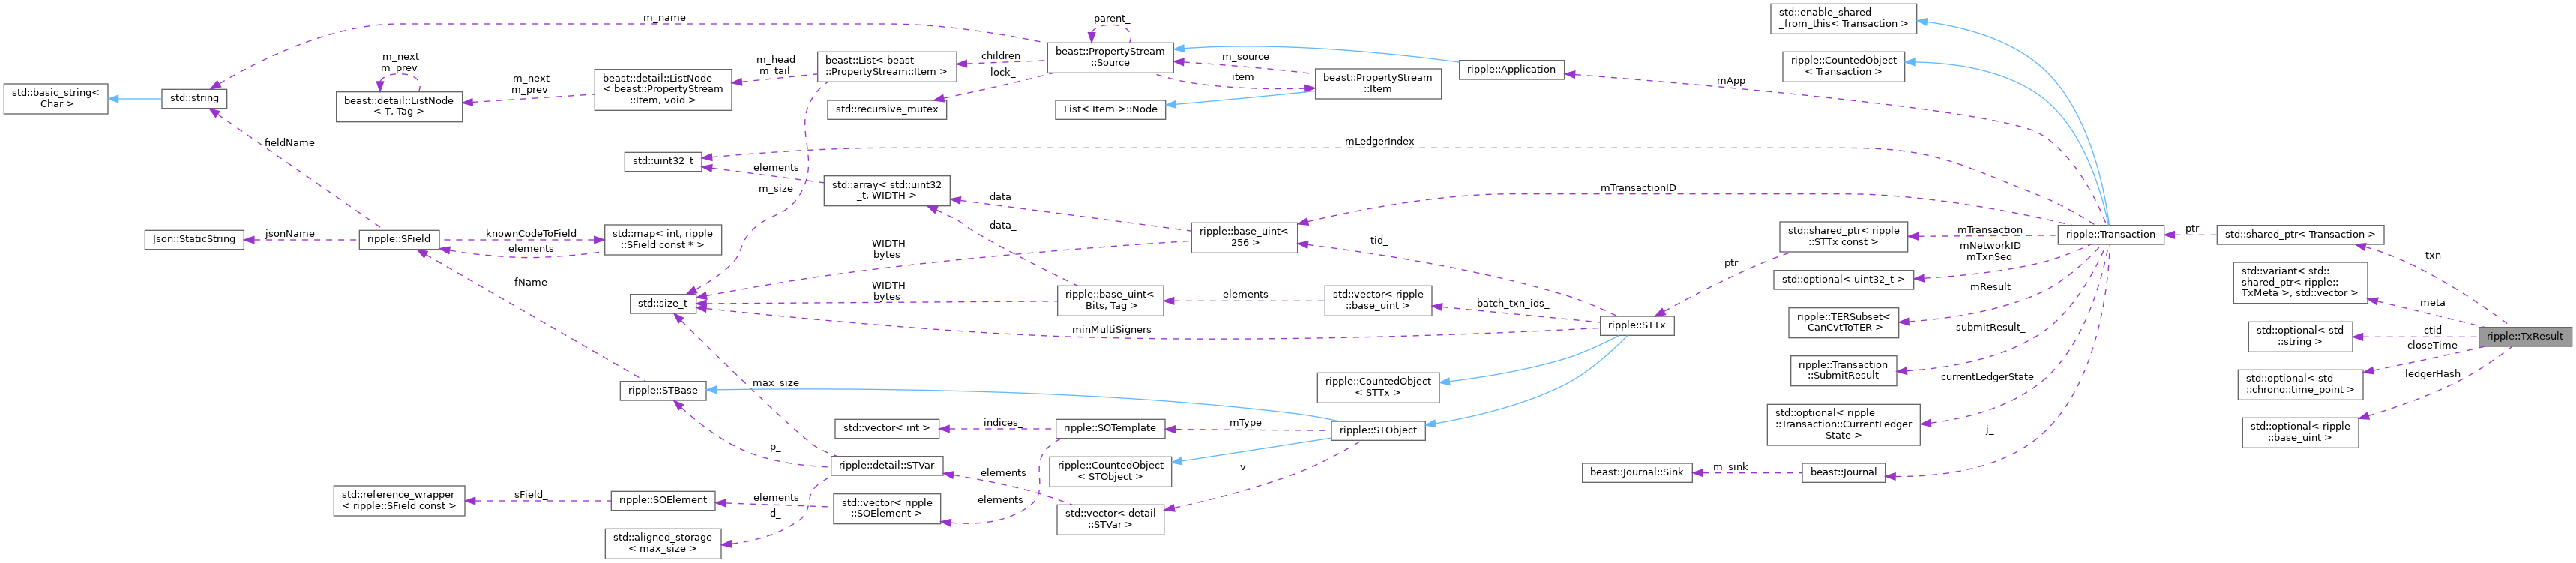 m_name
parent_
std::enable_shared
_from_this< Transaction >
m_next
m_prev
m_head
m_tail
children_
lock_
beast::PropertyStream
::Source
m_source
item_
ripple::Application
mApp
ripple::CountedObject
< Transaction >
std::basic_string<
Char >
std::string
beast::detail::ListNode
< T, Tag >
m_next
m_prev
beast::detail::ListNode
< beast::PropertyStream
::Item, void >
beast::List< beast
::PropertyStream::Item >
std::recursive_mutex
List< Item >::Node
beast::PropertyStream
::Item
fieldName
std::uint32_t
mLedgerIndex
elements
m_size
std::array< std::uint32
_t, WIDTH >
data_
data_
mTransactionID
Json::StaticString
jsonName
ripple::SField
knownCodeToField
elements
std::map< int, ripple
::SField const * >
WIDTH
bytes
ripple::base_uint<
256 >
tid_
std::shared_ptr< ripple
::STTx const >
mTransaction
mNetworkID
mTxnSeq
ripple::Transaction
ptr
std::shared_ptr< Transaction >
txn
fName
std::size_t
WIDTH
bytes
ripple::base_uint<
Bits, Tag >
elements
std::vector< ripple
::base_uint >
batch_txn_ids_
ptr
std::optional< uint32_t >
mResult
std::variant< std::
shared_ptr< ripple::
TxMeta >, std::vector >
meta
minMultiSigners
ripple::STTx
ripple::TERSubset<
CanCvtToTER >
submitResult_
std::optional< std
::string >
ctid
ripple::TxResult
closeTime
ripple::STBase
max_size
ripple::CountedObject
< STTx >
ripple::Transaction
::SubmitResult
currentLedgerState_
std::optional< std
::chrono::time_point >
ledgerHash
std::vector< int >
indices_
ripple::SOTemplate
mType
ripple::STObject
std::optional< ripple
::Transaction::CurrentLedger
State >
j_
std::optional< ripple
::base_uint >
p_
ripple::detail::STVar
elements
ripple::CountedObject
< STObject >
v_
beast::Journal::Sink
m_sink
beast::Journal
std::reference_wrapper
< ripple::SField const >
sField_
ripple::SOElement
elements
d_
std::vector< ripple
::SOElement >
elements_
std::vector< detail
::STVar >
std::aligned_storage
< max_size >